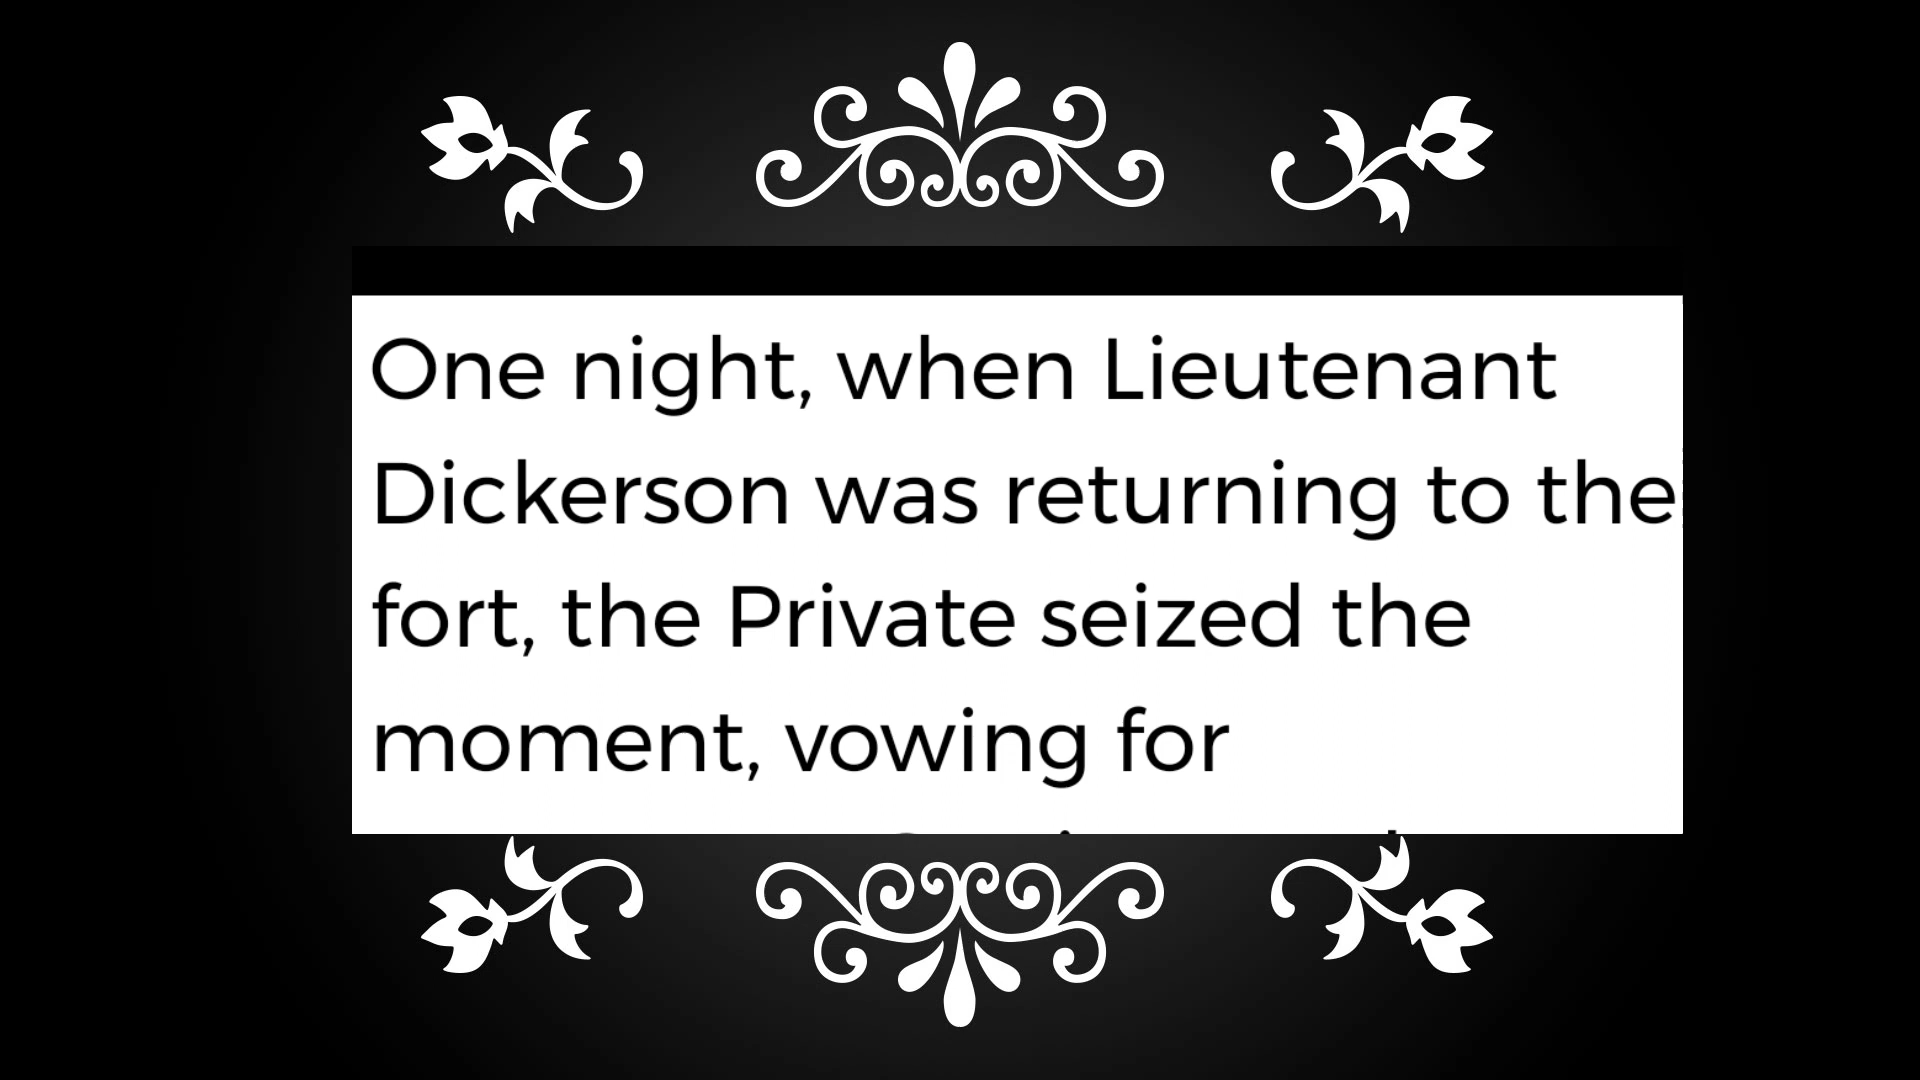 One night, when Lieutenant
Dickerson was returning to the
fort, the Private seized the
moment, vowing for